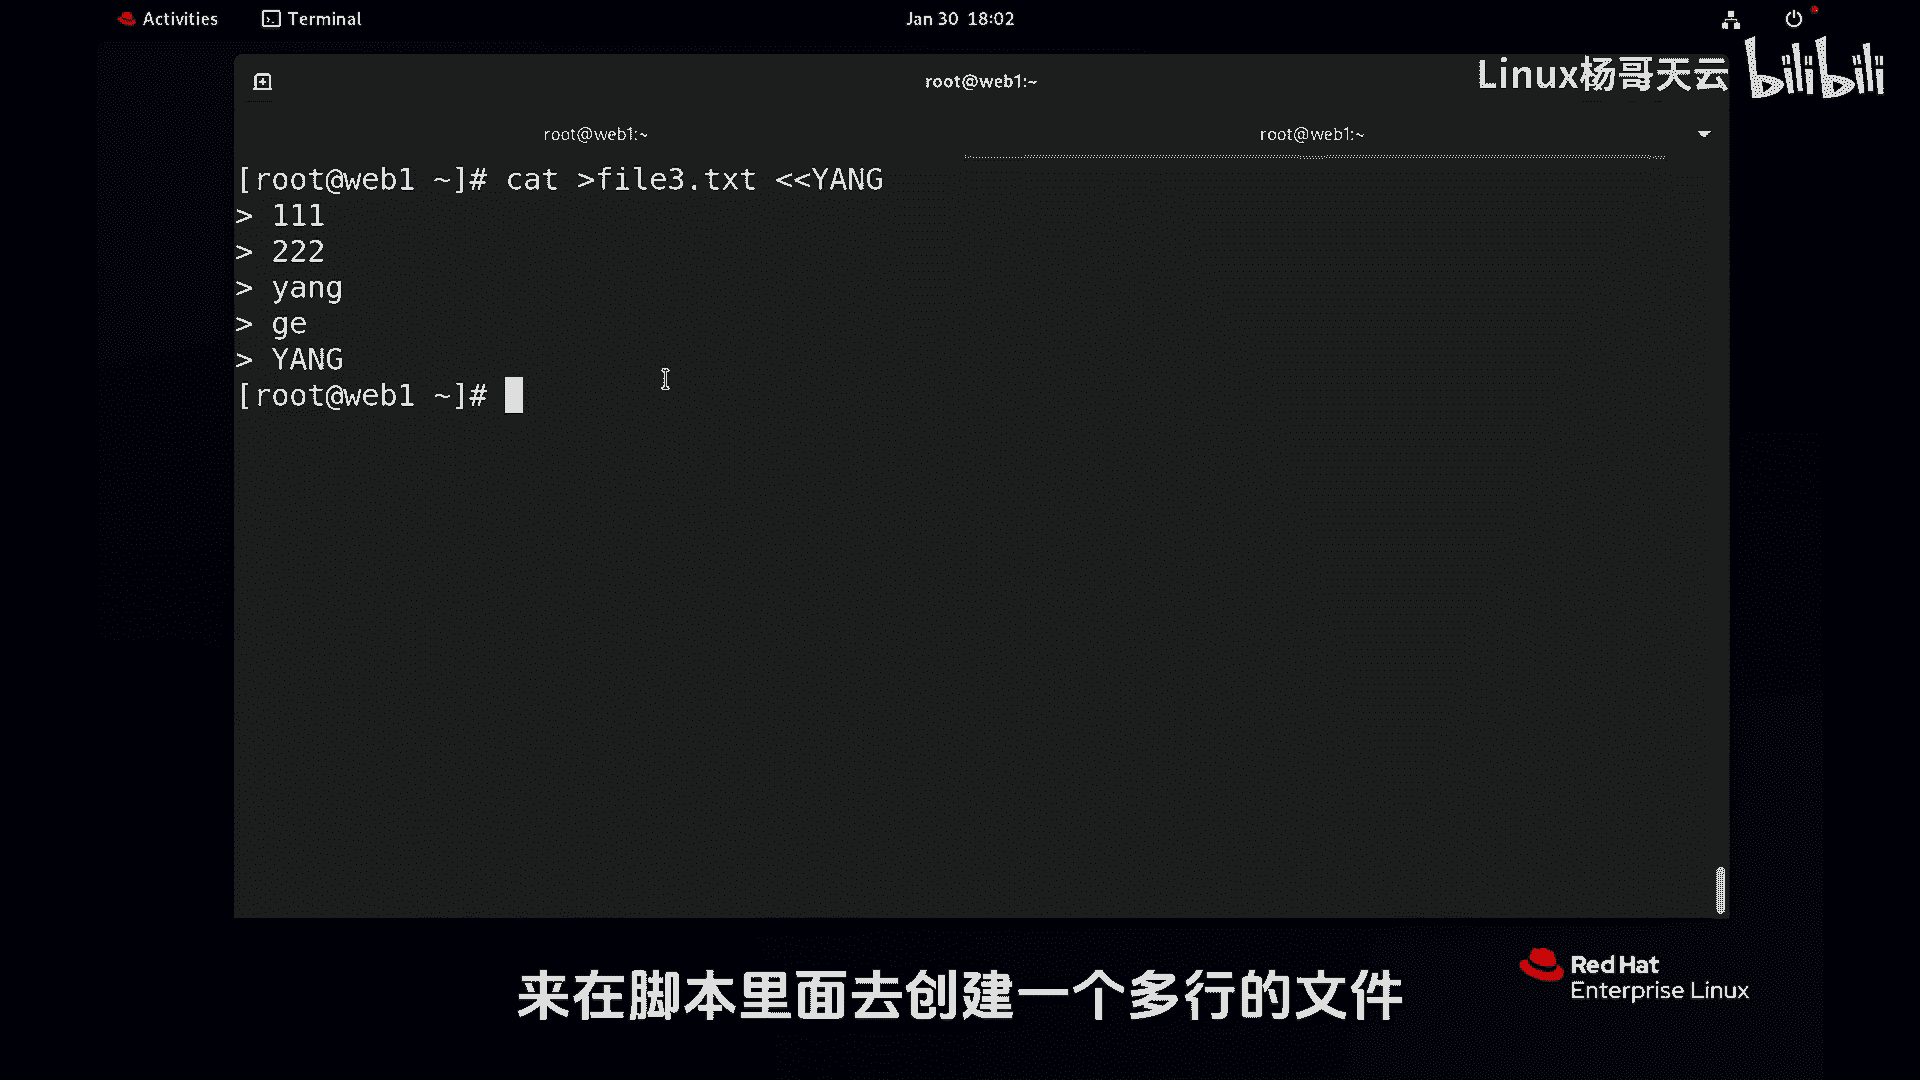 Activities Terminal Jan 30 18:02
root@web1:~
Linux杨哥天云 bilibili
root@web1:~ root@web1:~
[root@web1 ~]# cat >file3.txt <<YANG
> 111
> 222
> yang
> ge
> YANG
[root@web1 ~]#
Red Hat
Enterprise Linux
来在脚本里面去创建一个多行的文件